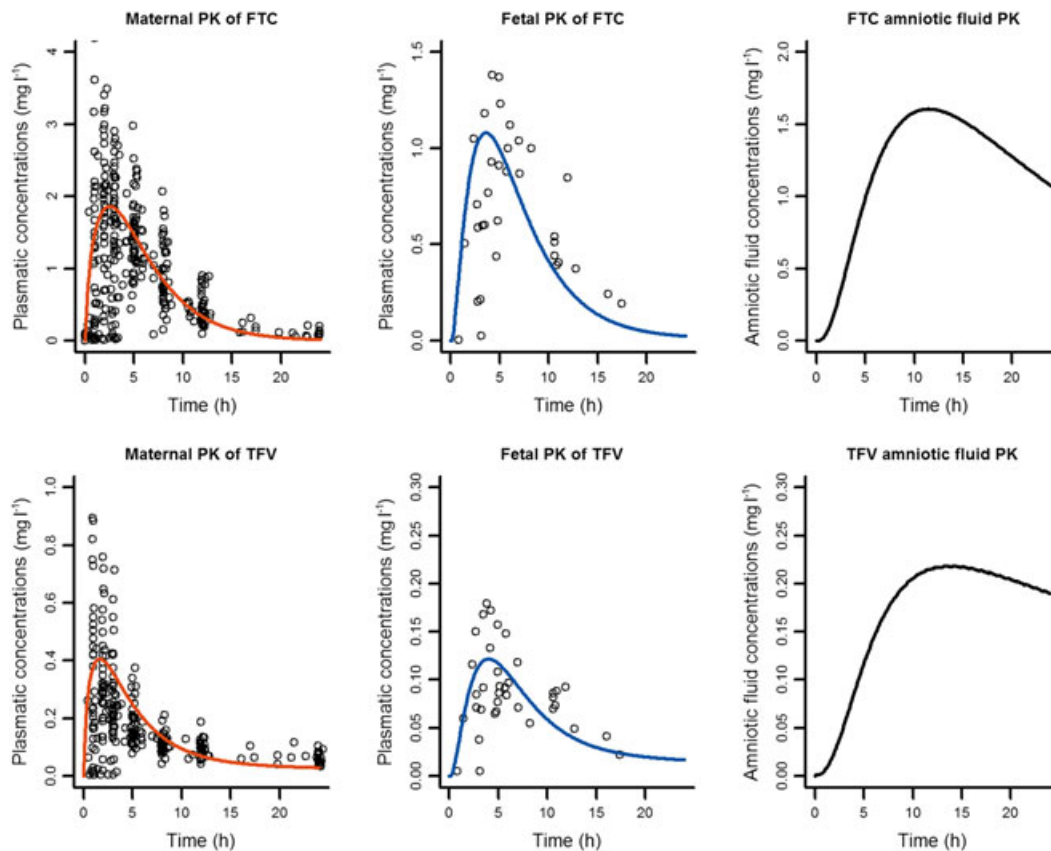 Maternal PK of FTC
Plasmatic concentrations (mg l⁻¹)
4
3
2
1
0
0 5 10 15 20
Time (h)
Fetal PK of FTC
Plasmatic concentrations (mg l⁻¹)
1.5
1.0
0.5
0.0
0 5 10 15 20
Time (h)
FTC amniotic fluid PK
Amniotic fluid concentrations (mg l⁻¹)
2.0
1.5
1.0
0.5
0.0
0 5 10 15 20
Time (h)
Maternal PK of TFV
Plasmatic concentrations (mg l⁻¹)
1.0
0.8
0.6
0.4
0.2
0.0
0 5 10 15 20
Time (h)
Fetal PK of TFV
Plasmatic concentrations (mg l⁻¹)
0.30
0.25
0.20
0.15
0.10
0.05
0.00
0 5 10 15 20
Time (h)
TFV amniotic fluid PK
Amniotic fluid concentrations (mg l⁻¹)
0.30
0.25
0.20
0.15
0.10
0.05
0.00
0 5 10 15 20
Time (h)